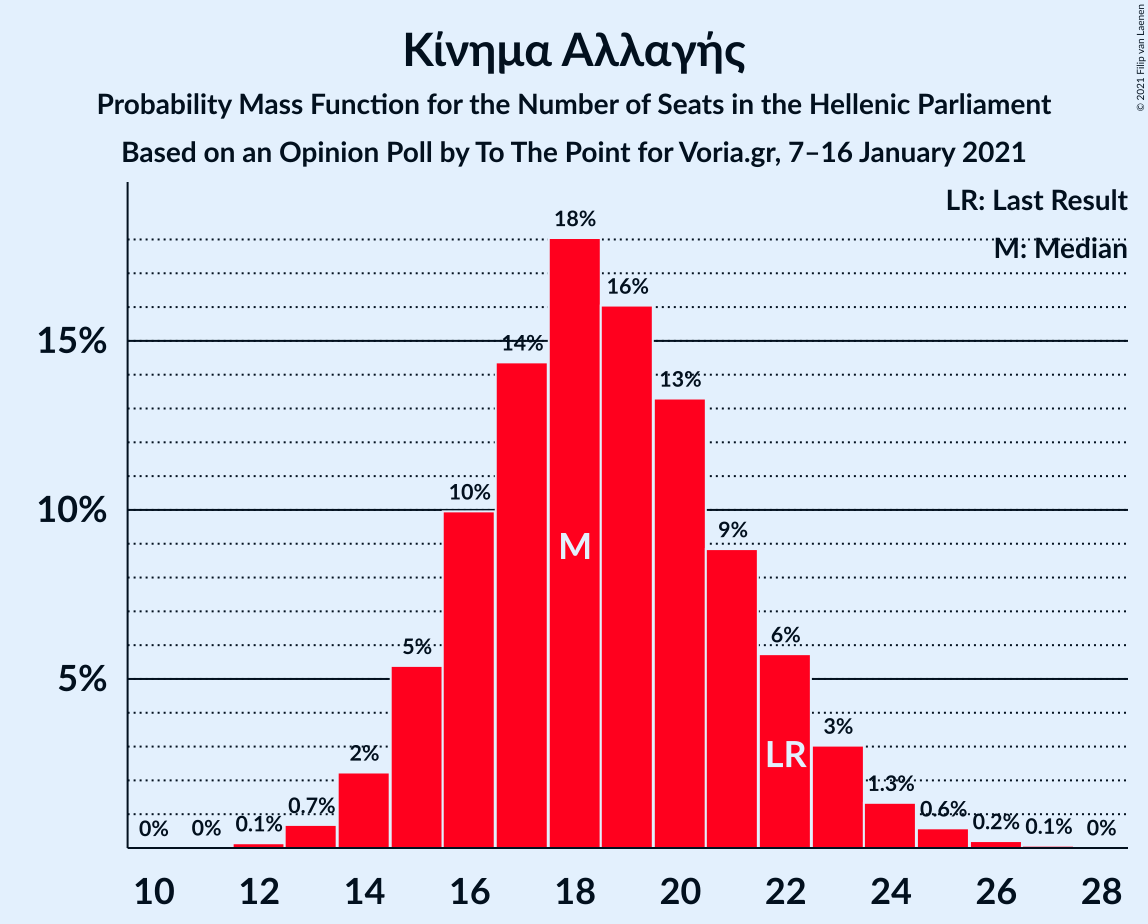 Κίνημα Αλλαγής
Probability Mass Function for the Number of Seats in the Hellenic Parliament
Based on an Opinion Poll by To The Point for Voria.gr, 7–16 January 2021
© 2021 Filip van Laenen
LR: Last Result
M: Median
15%
10%
5%
0%
0%
0.1%
0.7%
2%
5%
10%
14%
18%
16%
13%
9%
6%
3%
1.3%
0.6%
0.2%
0.1%
0%
M
LR
10 12 14 16 18 20 22 24 26 28